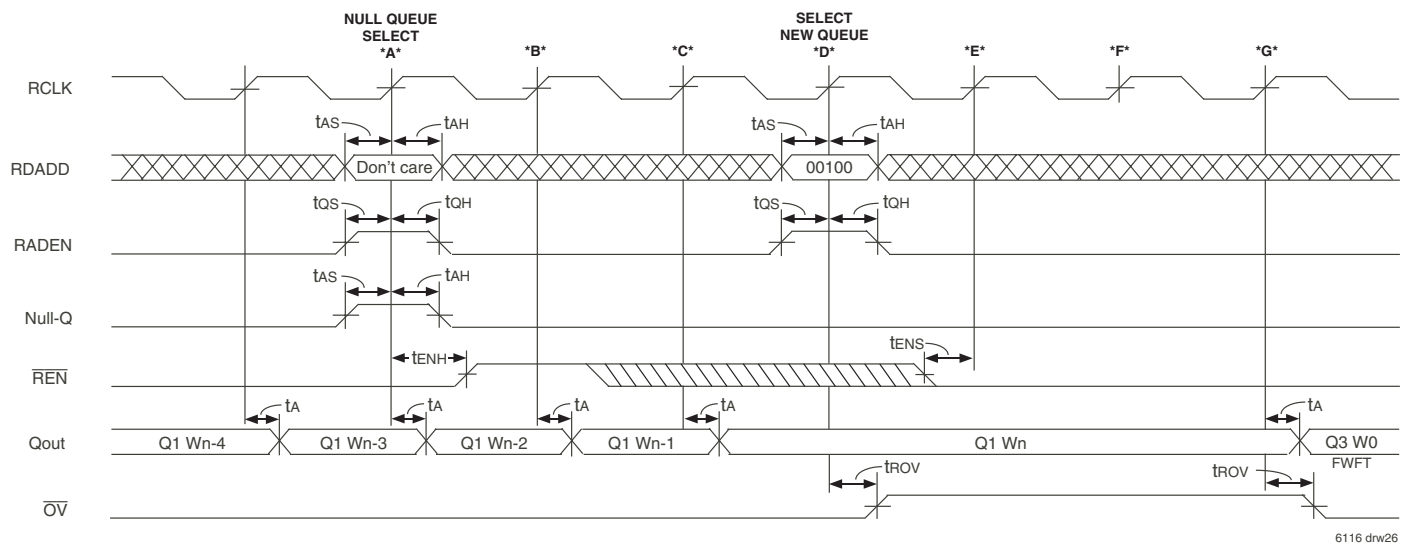 NULL QUEUE
SELECT
*A*
*B*
*C*
SELECT
NEW QUEUE
*D*
*E*
*F*
*G*
RCLK
tAS
tAH
tAS
tAH
RDADD
Don't care
00100
tQS
tQH
tQS
tQH
RADEN
tAS
tAH
Null-Q
tENH
tENS
REN
tA
tA
tA
tA
tA
Qout
Q1 Wn-4
Q1 Wn-3
Q1 Wn-2
Q1 Wn-1
Q1 Wn
Q3 W0
FWFT
tROV
tROV
OV
6116 drw26